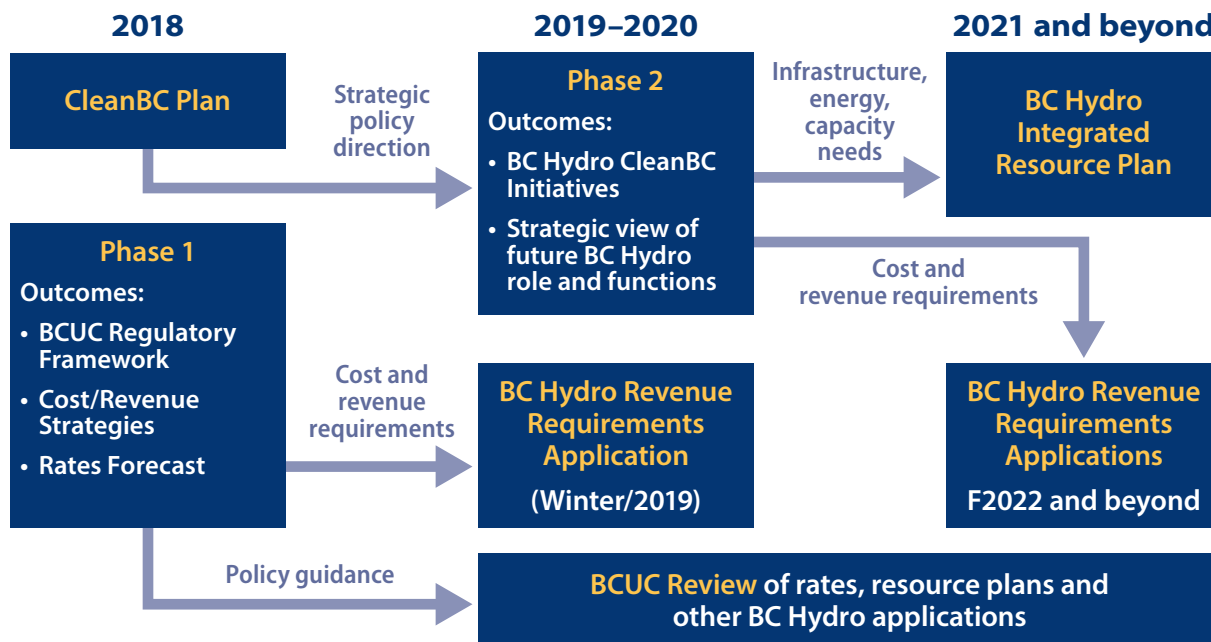 2018
2019–2020
2021 and beyond
CleanBC Plan
Strategic
policy
direction
Phase 2
Outcomes:
• BC Hydro CleanBC
Initiatives
• Strategic view of
future BC Hydro
role and functions
Infrastructure,
energy,
capacity
needs
BC Hydro
Integrated
Resource Plan
Phase 1
Outcomes:
• BCUC Regulatory
Framework
• Cost/Revenue
Strategies
• Rates Forecast
Cost and
revenue
requirements
BC Hydro Revenue
Requirements
Application
(Winter/2019)
Cost and
revenue requirements
BC Hydro Revenue
Requirements
Applications
F2022 and beyond
Policy guidance
BCUC Review of rates, resource plans and
other BC Hydro applications